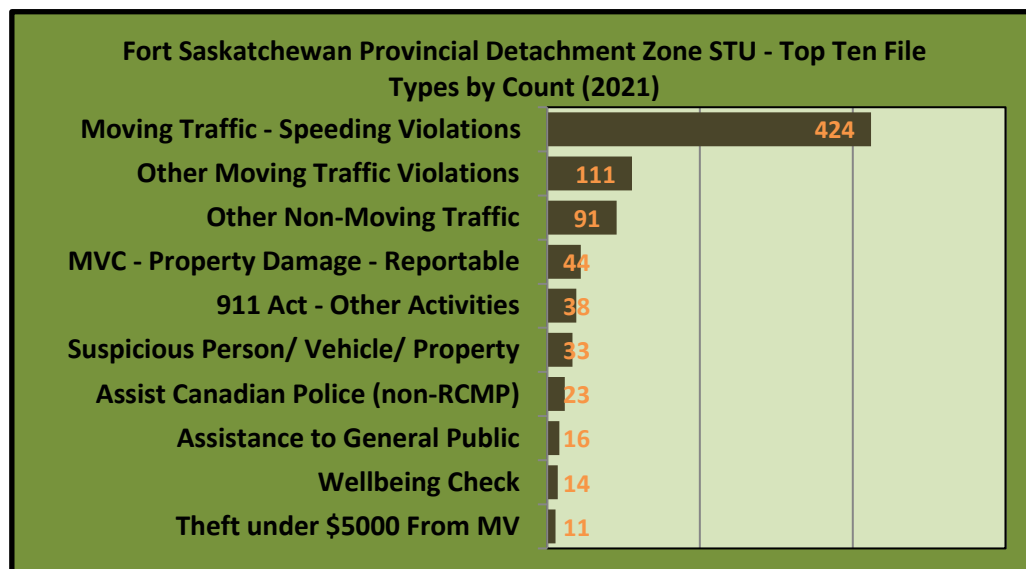 Fort Saskatchewan Provincial Detachment Zone STU - Top Ten File
Types by Count (2021)
Moving Traffic - Speeding Violations 424
Other Moving Traffic Violations 111
Other Non-Moving Traffic 91
MVC - Property Damage - Reportable 44
911 Act - Other Activities 38
Suspicious Person/ Vehicle/ Property 33
Assist Canadian Police (non-RCMP) 23
Assistance to General Public 16
Wellbeing Check 14
Theft under $5000 From MV 11